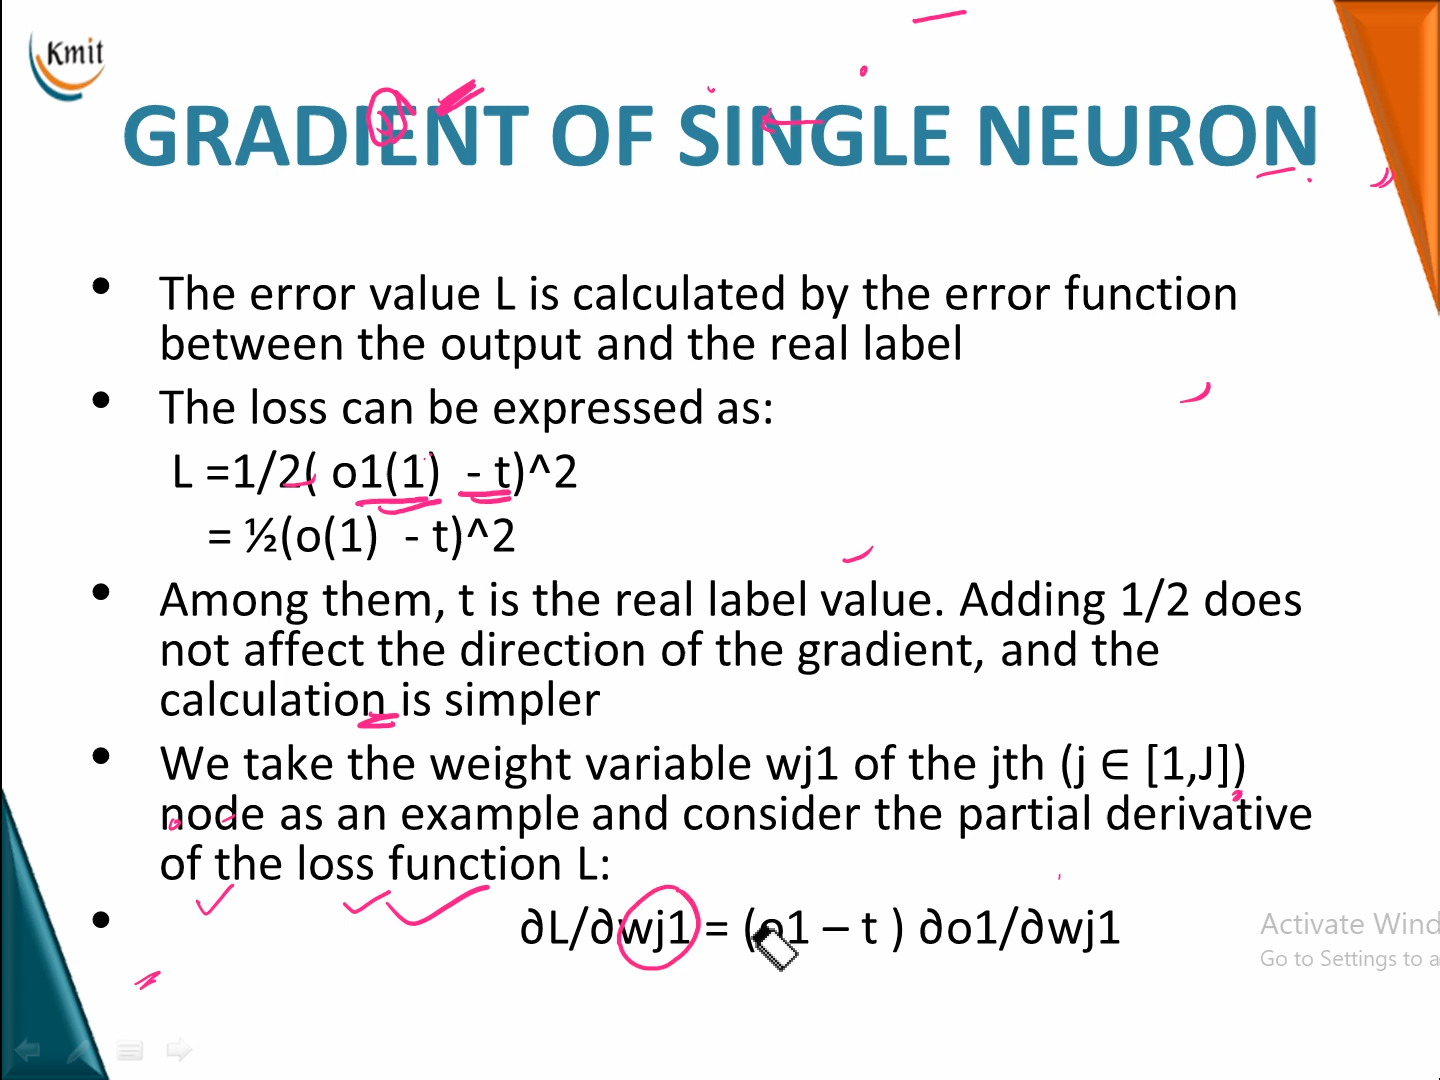 Kmit
GRADIENT OF SINGLE NEURON
• The error value L is calculated by the error function
between the output and the real label
• The loss can be expressed as:
L =1/2( o1(1) - t)^2
= ½(o(1) - t)^2
• Among them, t is the real label value. Adding 1/2 does
not affect the direction of the gradient, and the
calculation is simpler
• We take the weight variable wj1 of the jth (j ∈ [1,J])
node as an example and consider the partial derivative
of the loss function L:
• ∂L/∂wj1 = (o1 – t ) ∂o1/∂wj1
Activate Wind
Go to Settings to a